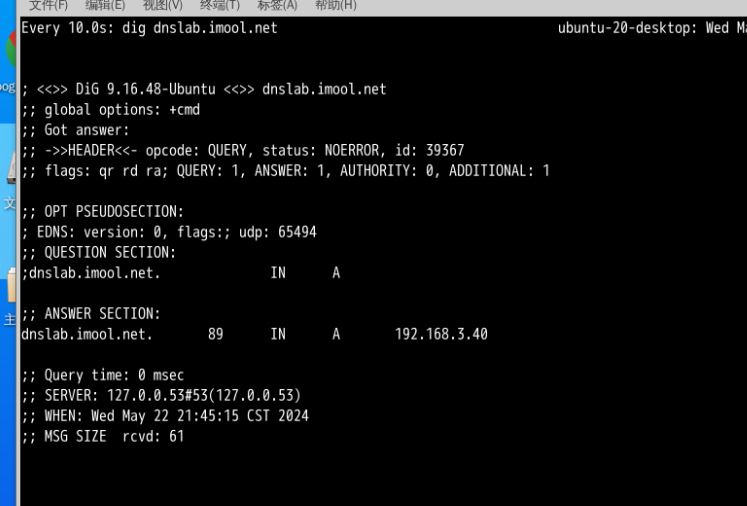 文件(F) 编辑(E) 视图(V) 终端(T) 标签(A) 帮助(H)
Every 10.0s: dig dnslab.imool.net ubuntu-20-desktop: Wed Ma
; <<>> DiG 9.16.48-Ubuntu <<>> dnslab.imool.net
;; global options: +cmd
;; Got answer:
;; ->>HEADER<<- opcode: QUERY, status: NOERROR, id: 39367
;; flags: qr rd ra; QUERY: 1, ANSWER: 1, AUTHORITY: 0, ADDITIONAL: 1
;; OPT PSEUDOSECTION:
; EDNS: version: 0, flags:; udp: 65494
;; QUESTION SECTION:
;dnslab.imool.net. IN A
;; ANSWER SECTION:
dnslab.imool.net. 89 IN A 192.168.3.40
;; Query time: 0 msec
;; SERVER: 127.0.0.53#53(127.0.0.53)
;; WHEN: Wed May 22 21:45:15 CST 2024
;; MSG SIZE rcvd: 61
oog
文
主